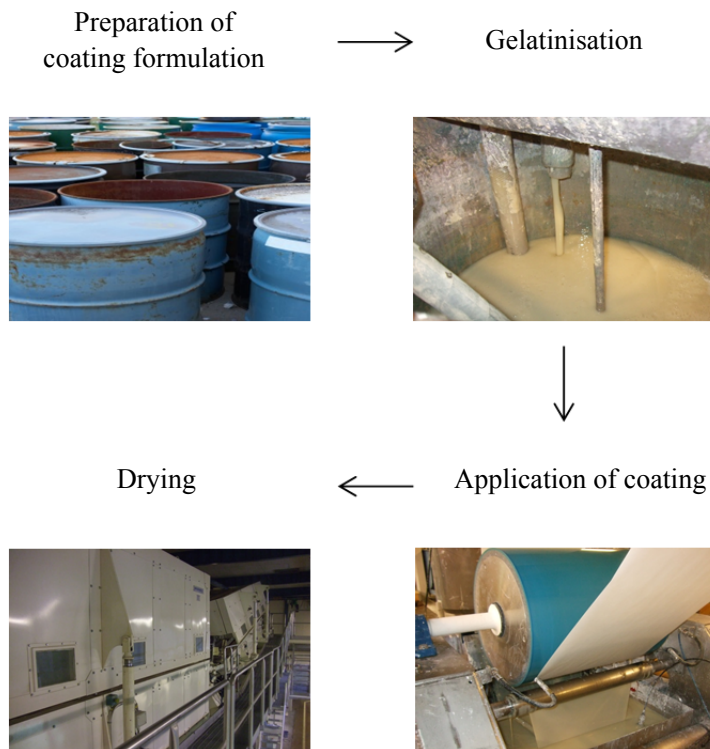 Preparation of
coating formulation
Gelatinisation
Drying
Application of coating